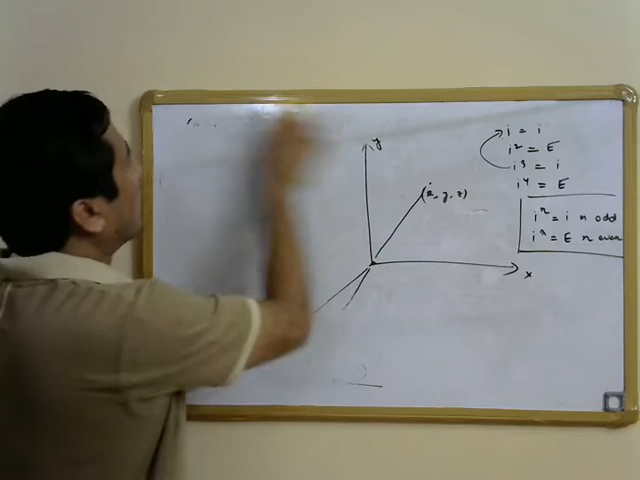 y
(x, y, z)
x
i = i
i² = E
i³ = i
i⁴ = E
iⁿ = i n odd
iⁿ = E n even